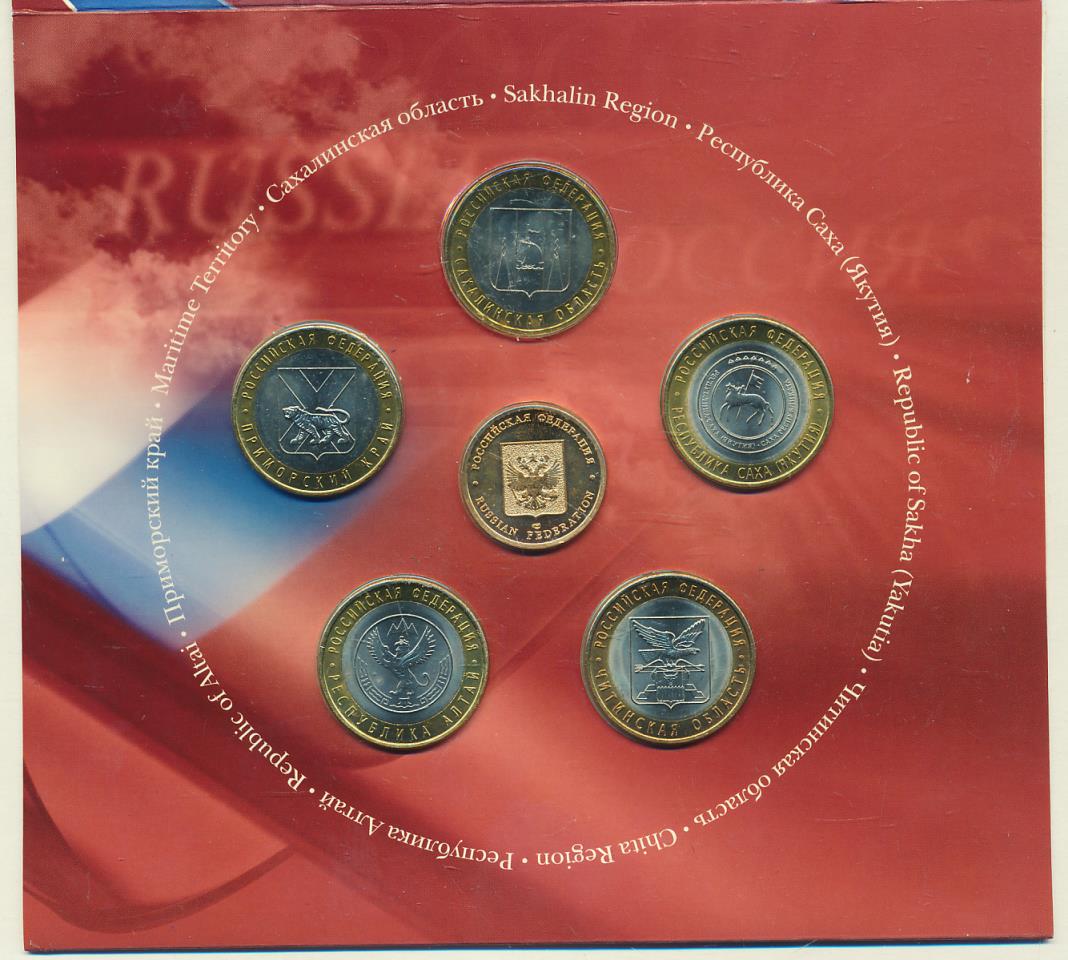 RUSSI
РОССИЯ
Сахалинская область • Sakhalin Region • Республика Саха (Якутия) • Republic of Sakha (Yakutia) • Читинская область • Chita Region • Республика Алтай • Republic of Altai • Приморский край • Maritime Territory •
• РОССИЙСКАЯ ФЕДЕРАЦИЯ •
САХАЛИНСКАЯ ОБЛАСТЬ
• РОССИЙСКАЯ ФЕДЕРАЦИЯ •
ПРИМОРСКИЙ КРАЙ
• РОССИЙСКАЯ ФЕДЕРАЦИЯ •
РЕСПУБЛИКА САХА (ЯКУТИЯ)
• РОССИЙСКАЯ ФЕДЕРАЦИЯ •
RUSSIAN FEDERATION
• РОССИЙСКАЯ ФЕДЕРАЦИЯ •
РЕСПУБЛИКА АЛТАЙ
• РОССИЙСКАЯ ФЕДЕРАЦИЯ •
ЧИТИНСКАЯ ОБЛАСТЬ